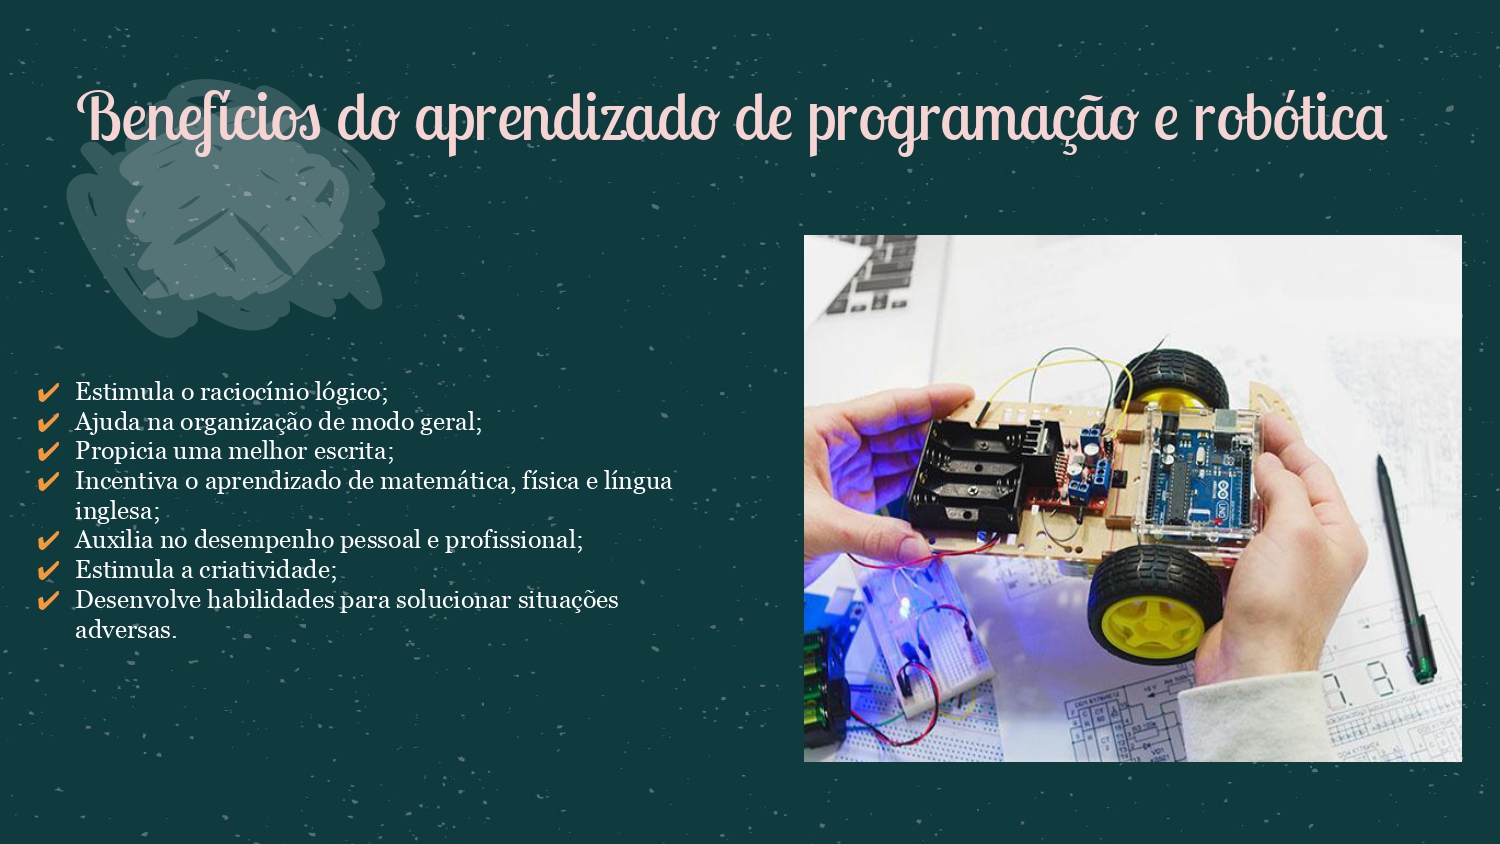 Benefícios do aprendizado de programação e robótica
✔ Estimula o raciocínio lógico;
✔ Ajuda na organização de modo geral;
✔ Propicia uma melhor escrita;
✔ Incentiva o aprendizado de matemática, física e língua
inglesa;
✔ Auxilia no desempenho pessoal e profissional;
✔ Estimula a criatividade;
✔ Desenvolve habilidades para solucionar situações
adversas.